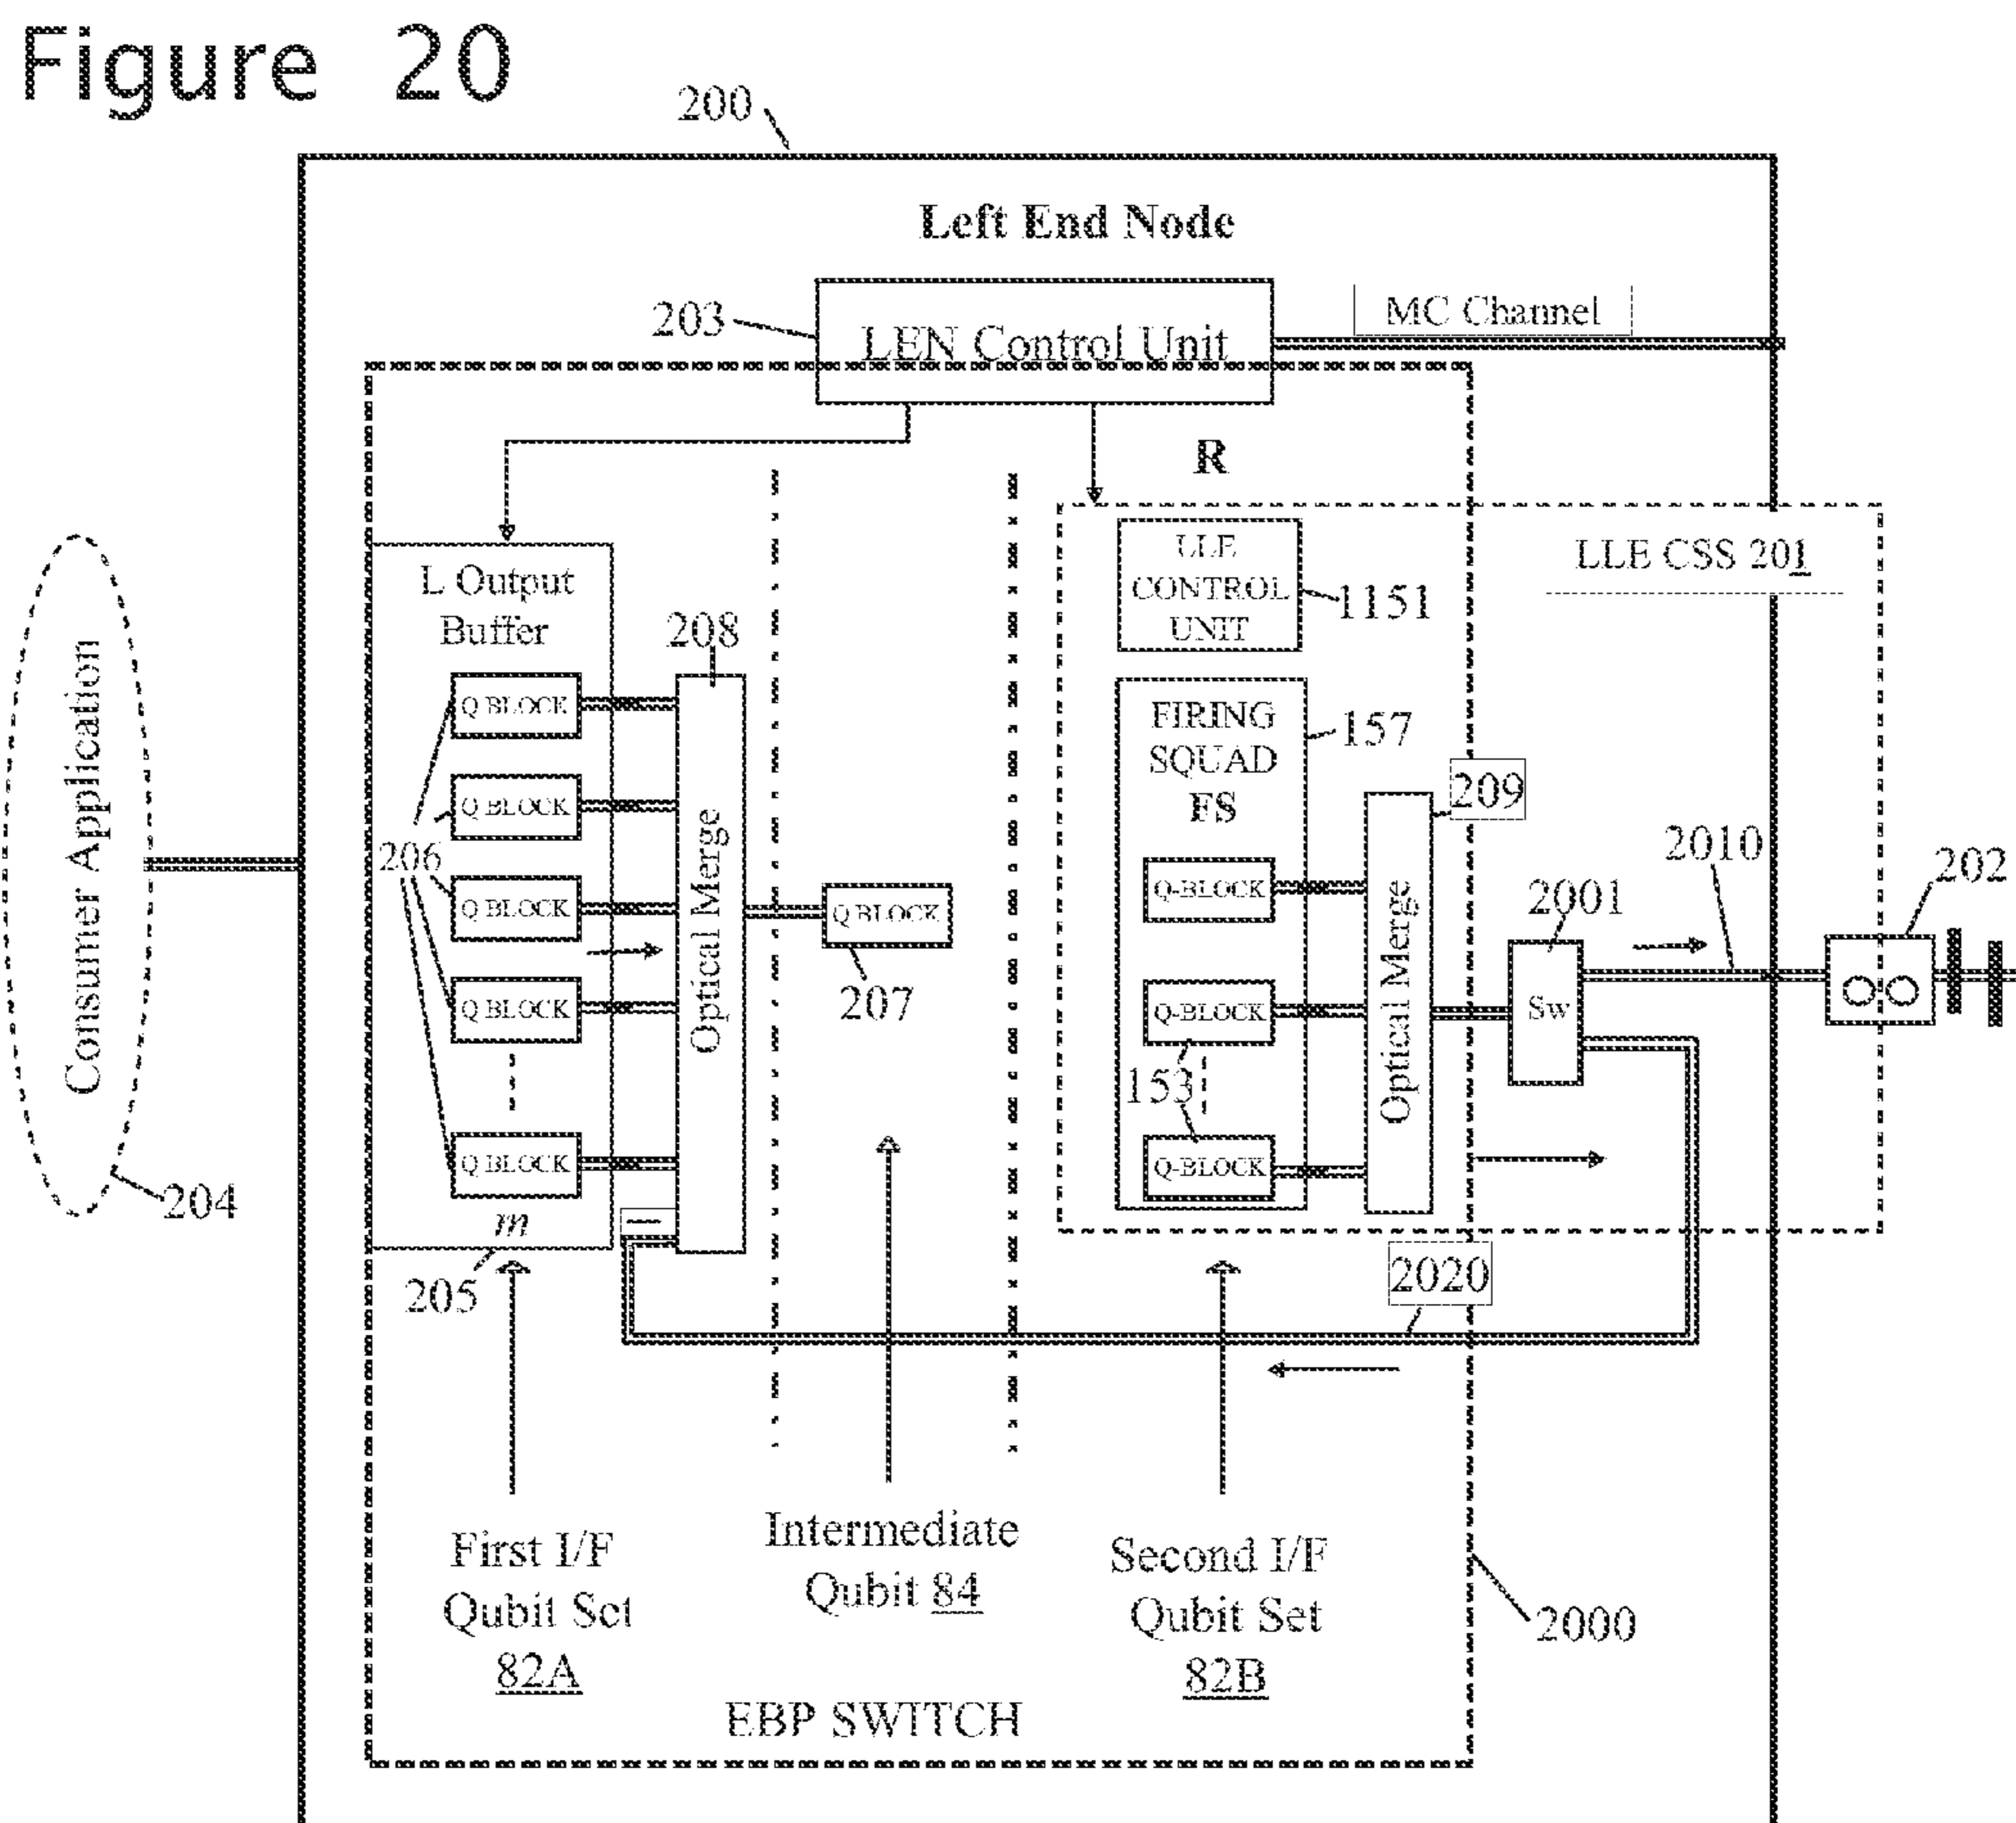 Figure 20
200
Left End Node
203
LEN Control Unit
MC Channel
R
L Output
Buffer
208
LLE
CONTROL
UNIT
1151
LLE CSS 201
Consumer Application
204
Q BLOCK
Q BLOCK
Q BLOCK
Q BLOCK
Q BLOCK
206
m
205
Optical Merge
Q BLOCK
207
FIRING
SQUAD
FS
157
Q-BLOCK
Q-BLOCK
153
Q-BLOCK
Optical Merge
209
2001
Sw
2010
202
2020
First I/F
Qubit Set
82A
Intermediate
Qubit 84
Second I/F
Qubit Set
82B
2000
EBP SWITCH